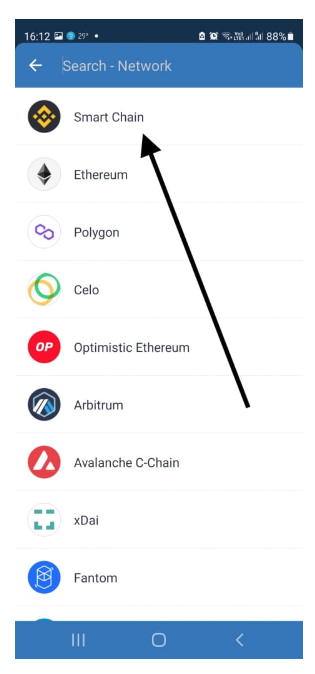 16:12 29° • 88%
Search - Network
Smart Chain
Ethereum
Polygon
Celo
OP Optimistic Ethereum
Arbitrum
Avalanche C-Chain
xDai
Fantom